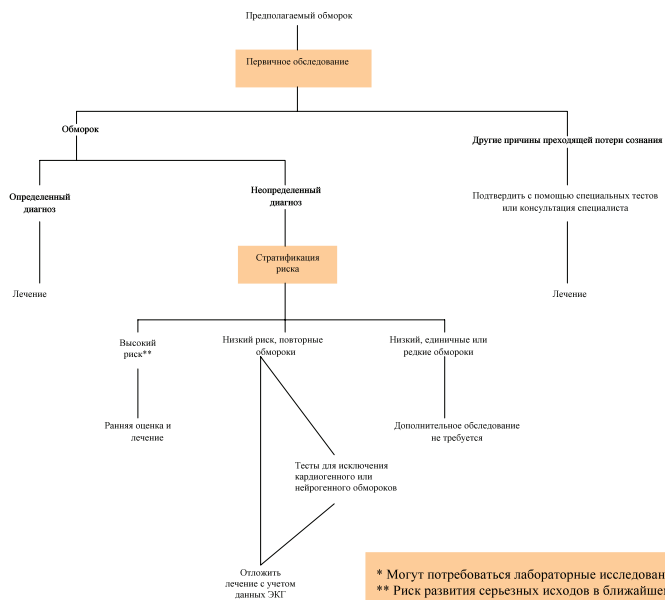 Предполагаемый обморок
Первичное обследование
Обморок
Другие причины преходящей потери сознания
Определенный
диагноз
Неопределенный
диагноз
Подтвердить с помощью специальных тестов
или консультация специалиста
Стратификация
риска
Лечение
Лечение
Высокий
риск**
Низкий риск, повторные
обмороки
Низкий, единичные или
редкие обмороки
Ранняя оценка и
лечение
Дополнительное обследование
не требуется
Тесты для исключения
кардиогенного или
нейрогенного обмороков
Отложить
лечение с учетом
данных ЭКГ
* Могут потребоваться лабораторные исследован
** Риск развития серьезных исходов в ближайше